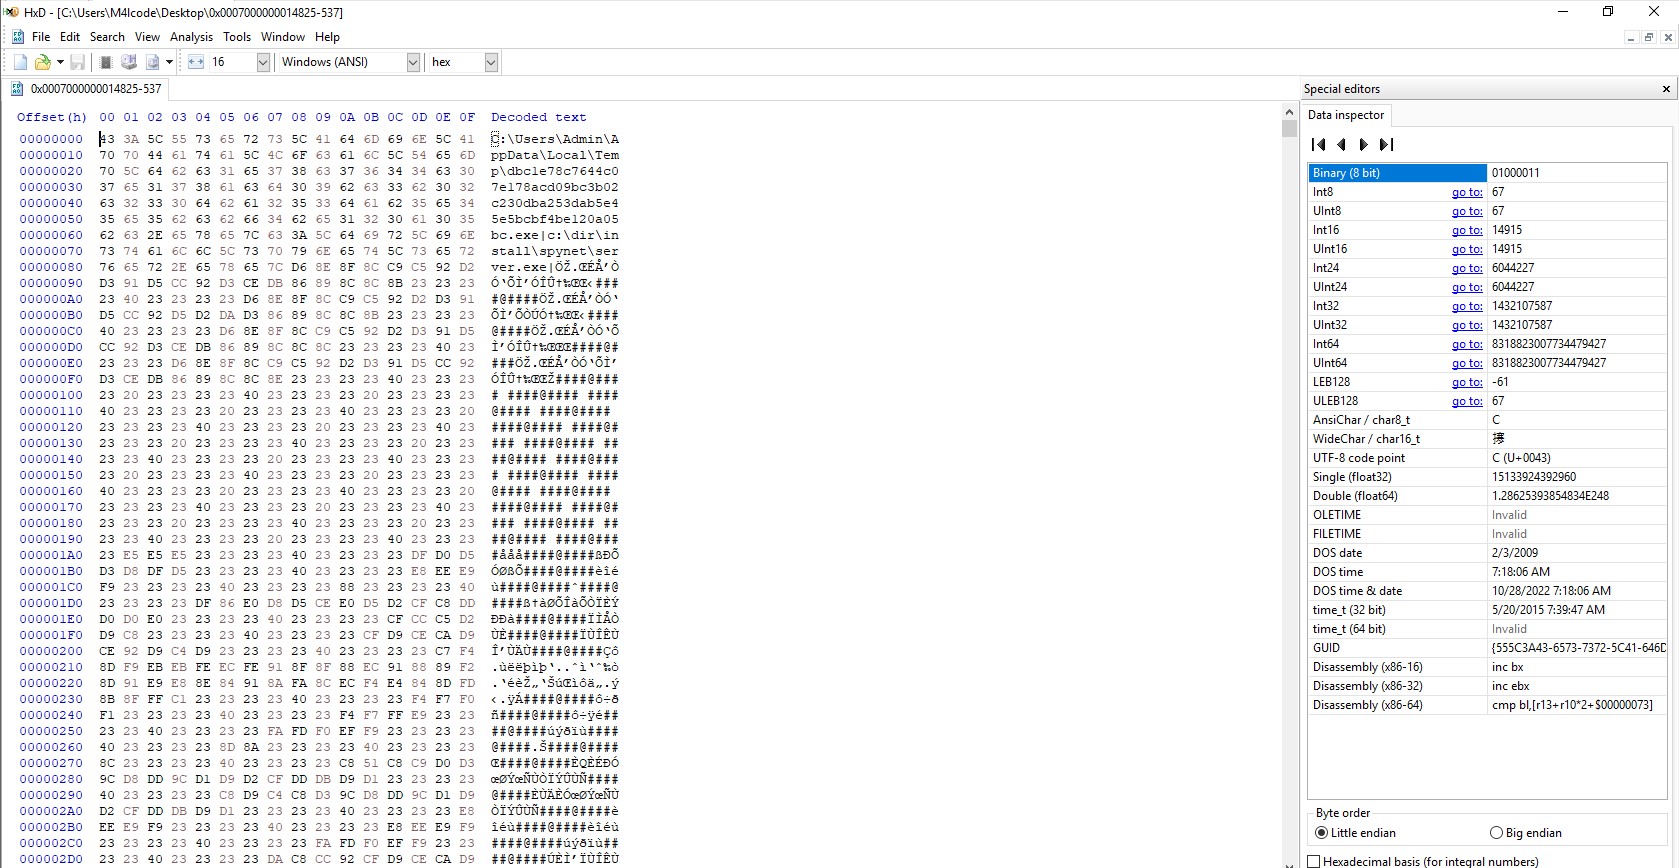 HxD - [C:\Users\M4lcode\Desktop\0x0007000000014825-537]
File Edit Search View Analysis Tools Window Help
16 Windows (ANSI) hex
0x0007000000014825-537
Offset(h) 00 01 02 03 04 05 06 07 08 09 0A 0B 0C 0D 0E 0F Decoded text
00000000 43 3A 5C 55 73 65 72 73 5C 41 64 6D 69 6E 5C 41 C:\Users\Admin\A
00000010 70 70 44 61 74 61 5C 4C 6F 63 61 6C 5C 54 65 6D ppData\Local\Tem
00000020 70 5C 64 62 63 31 65 37 38 63 37 36 34 34 63 30 p\dbc1e78c7644c0
00000030 37 65 31 37 38 61 63 64 30 39 62 63 33 62 30 32 7e178acd09bc3b02
00000040 63 32 33 30 64 62 61 32 35 33 64 61 62 35 65 34 c230dba253dab5e4
00000050 35 65 35 62 63 62 66 34 62 65 31 32 30 61 30 35 5e5bcbf4be120a05
00000060 62 63 2E 65 78 65 7C 63 3A 5C 64 69 72 5C 69 6E bc.exe|c:\dir\in
00000070 73 74 61 6C 6C 5C 73 70 79 6E 65 74 5C 73 65 72 stall\spynet\ser
00000080 76 65 72 2E 65 78 65 7C D6 8E 8F 8C C9 C5 92 D2 ver.exe|ÖŽ.ŒÉÅ’Ò
00000090 D3 91 D5 CC 92 D3 CE DB 86 89 8C 8C 8B 23 23 23 Ó‘ÕÌ’ÓÎÛ†‰ŒŒ‹###
000000A0 23 40 23 23 23 23 D6 8E 8F 8C C9 C5 92 D2 D3 91 #@####ÖŽ.ŒÉÅ’ÒÓ‘
000000B0 D5 CC 92 D5 D2 DA D3 86 89 8C 8C 8B 23 23 23 23 ÕÌ’ÕÒÚÓ†‰ŒŒ‹####
000000C0 40 23 23 23 23 D6 8E 8F 8C C9 C5 92 D2 D3 91 D5 @####ÖŽ.ŒÉÅ’ÒÓ‘Õ
000000D0 CC 92 D3 CE DB 86 89 8C 8C 8C 23 23 23 23 40 23 Ì’ÓÎÛ†‰ŒŒŒ####@#
000000E0 23 23 23 D6 8E 8F 8C C9 C5 92 D2 D3 91 D5 CC 92 ###ÖŽ.ŒÉÅ’ÒÓ‘ÕÌ’
000000F0 D3 CE DB 86 89 8C 8C 8E 23 23 23 23 40 23 23 23 ÓÎÛ†‰ŒŒŽ####@###
00000100 23 20 23 23 23 23 40 23 23 23 23 20 23 23 23 23 # ####@#### ####
00000110 40 23 23 23 23 20 23 23 23 23 40 23 23 23 23 20 @#### ####@####
00000120 23 23 23 23 40 23 23 23 23 20 23 23 23 23 40 23 ####@#### ####@#
00000130 23 23 23 20 23 23 23 23 40 23 23 23 23 20 23 23 ### ####@#### ##
00000140 23 23 40 23 23 23 23 20 23 23 23 23 40 23 23 23 ##@#### ####@###
00000150 23 20 23 23 23 23 40 23 23 23 23 20 23 23 23 23 # ####@#### ####
00000160 40 23 23 23 23 20 23 23 23 23 40 23 23 23 23 20 @#### ####@####
00000170 23 23 23 23 40 23 23 23 23 20 23 23 23 23 40 23 ####@#### ####@#
00000180 23 23 23 20 23 23 23 23 40 23 23 23 23 20 23 23 ### ####@#### ##
00000190 23 23 40 23 23 23 23 20 23 23 23 23 40 23 23 23 ##@#### ####@###
000001A0 23 E5 E5 E5 23 23 23 23 40 23 23 23 23 DF D0 D5 #ååå####@####ßÐÕ
000001B0 D3 D8 DF D5 23 23 23 23 40 23 23 23 23 E8 EE E9 ÓØßÕ####@####èîé
000001C0 F9 23 23 23 23 40 23 23 23 23 88 23 23 23 23 40 ù####@####ˆ####@
000001D0 23 23 23 23 DF 86 E0 D8 D5 CE E0 D5 D2 CF C8 DD ####ß†àØÕÎàÕÒÏÈÝ
000001E0 D0 D0 E0 23 23 23 23 40 23 23 23 23 CF CC C5 D2 ÐÐà####@####ÏÌÅÒ
000001F0 D9 C8 23 23 23 23 40 23 23 23 23 CF D9 CE CA D9 ÙÈ####@####ÏÙÎÊÙ
00000200 CE 92 D9 C4 D9 23 23 23 23 40 23 23 23 23 C7 F4 Î’ÙÄÙ####@####Çô
00000210 8D F9 EB EB FE EC FE 91 8F 8F 88 EC 91 88 89 F2 .ùëëþìþ‘..ˆì‘ˆ‰ò
00000220 8D 91 E9 E8 8E 84 91 8A FA 8C EC F4 E4 84 8D FD .‘éèŽ„‘ŠúŒìôä„.ý
00000230 8B 8F FF C1 23 23 23 23 40 23 23 23 23 F4 F7 F0 ‹.ÿÁ####@####ô÷ð
00000240 F1 23 23 23 23 40 23 23 23 23 F4 F7 FF E9 23 23 ñ####@####ô÷ÿé##
00000250 23 23 40 23 23 23 23 FA FD F0 EF F9 23 23 23 23 ##@####úýðïù####
00000260 40 23 23 23 23 8D 8A 23 23 23 23 40 23 23 23 23 @####.Š####@####
00000270 8C 23 23 23 23 40 23 23 23 23 C8 51 C8 C9 D0 D3 Œ####@####ÈQÈÉÐÓ
00000280 9C D8 DD 9C D1 D9 D2 CF DD DB D9 D1 23 23 23 23 œØÝœÑÙÒÏÝÛÙÑ####
00000290 40 23 23 23 23 C8 D9 C4 C8 D3 9C D8 DD 9C D1 D9 @####ÈÙÄÈÓœØÝœÑÙ
000002A0 D2 CF DD DB D9 D1 23 23 23 23 40 23 23 23 23 E8 ÒÏÝÛÙÑ####@####è
000002B0 EE E9 F9 23 23 23 23 40 23 23 23 23 E8 EE E9 F9 îéù####@####èîéù
000002C0 23 23 23 23 40 23 23 23 23 FA FD F0 EF F9 23 23 ####@####úýðïù##
000002D0 23 23 40 23 23 23 23 DA C8 CC 92 CF D9 CE CA D9 ##@####ÚÈÌ’ÏÙÎÊÙ
Special editors
Data inspector
Binary (8 bit) 01000011
Int8 go to: 67
UInt8 go to: 67
Int16 go to: 14915
UInt16 go to: 14915
Int24 go to: 6044227
UInt24 go to: 6044227
Int32 go to: 1432107587
UInt32 go to: 1432107587
Int64 go to: 8318823007734479427
UInt64 go to: 8318823007734479427
LEB128 go to: -61
ULEB128 go to: 67
AnsiChar / char8_t C
WideChar / char16_t
UTF-8 code point C (U+0043)
Single (float32) 15133924392960
Double (float64) 1.28625393854834E248
OLETIME Invalid
FILETIME Invalid
DOS date 2/3/2009
DOS time 7:18:06 AM
DOS time & date 10/28/2022 7:18:06 AM
time_t (32 bit) 5/20/2015 7:39:47 AM
time_t (64 bit) Invalid
GUID {555C3A43-6573-7372-5C41-646D
Disassembly (x86-16) inc bx
Disassembly (x86-32) inc ebx
Disassembly (x86-64) cmp bl,[r13+r10*2+$00000073]
Byte order
Little endian Big endian
Hexadecimal basis (for integral numbers)